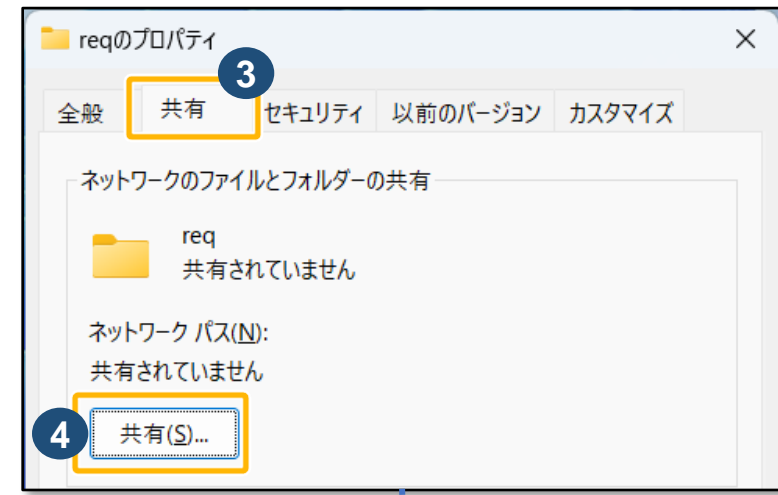 reqのプロパティ
3
全般 共有 セキュリティ 以前のバージョン カスタマイズ
ネットワークのファイルとフォルダーの共有
req
共有されていません
ネットワーク パス(N):
共有されていません
4 共有(S)...